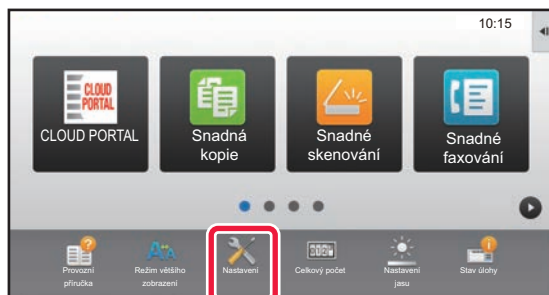 10:15
CLOUD
PORTAL
CLOUD PORTAL
Snadná
kopie
Snadné
skenování
Snadné
faxování
Provozní
příručka
Režim většího
zobrazení
Nastavení
Celkový počet
Nastavení
jasu
Stav úlohy